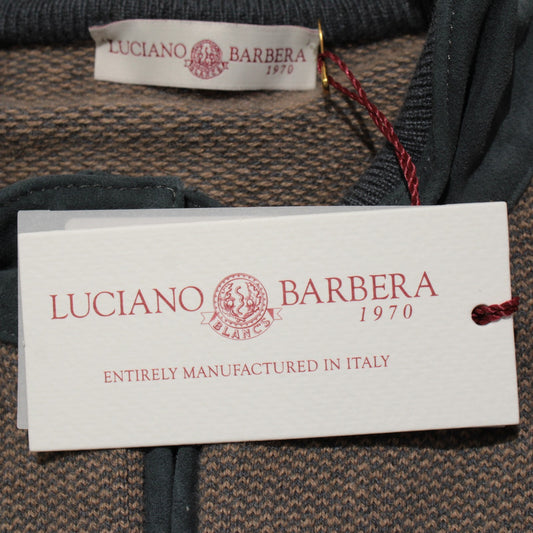 LUCIANO BARBERA
1970
LUCIANO BARBERA
1970
BLANCS
ENTIRELY MANUFACTURED IN ITALY